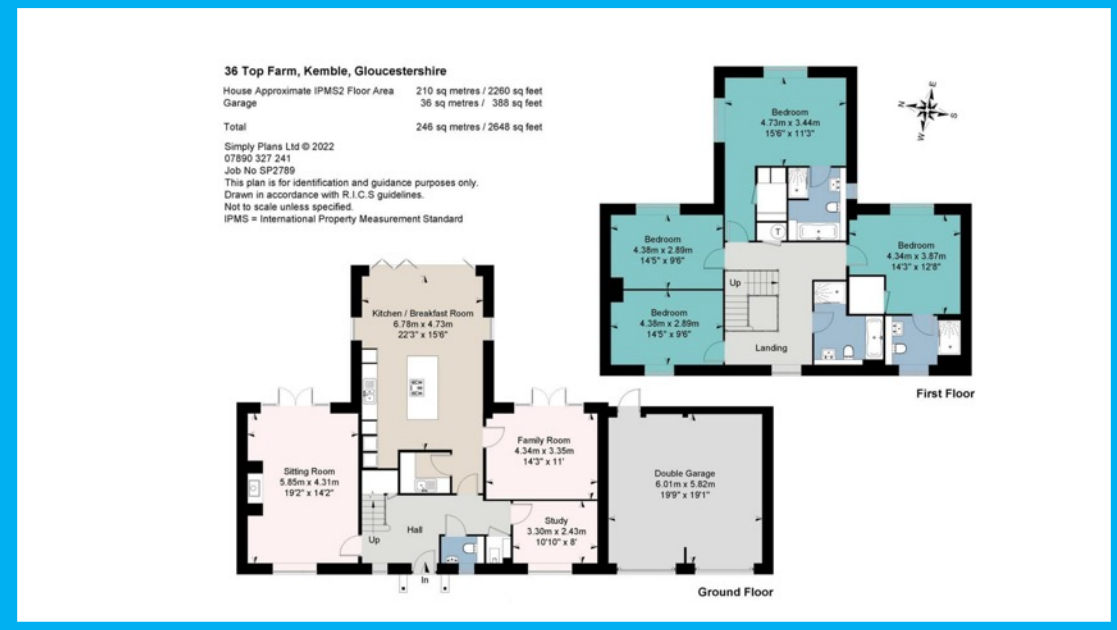 36 Top Farm, Kemble, Gloucestershire
House Approximate IPMS2 Floor Area 210 sq metres / 2260 sq feet
Garage 36 sq metres / 388 sq feet
Total 246 sq metres / 2648 sq feet
Simply Plans Ltd © 2022
07890 327 241
Job No SP2789
This plan is for identification and guidance purposes only.
Drawn in accordance with R.I.C.S guidelines.
Not to scale unless specified.
IPMS = International Property Measurement Standard
Bedroom
4.73m x 3.44m
15'6" x 11'3"
N
E
S
W
T
Bedroom
4.38m x 2.89m
14'5" x 9'6"
Bedroom
4.34m x 3.87m
14'3" x 12'8"
Up
Bedroom
4.38m x 2.89m
14'5" x 9'6"
Landing
First Floor
Kitchen / Breakfast Room
6.78m x 4.73m
22'3" x 15'6"
Sitting Room
5.85m x 4.31m
19'2" x 14'2"
Family Room
4.34m x 3.35m
14'3" x 11'
Double Garage
6.01m x 5.82m
19'9" x 19'1"
Study
3.30m x 2.43m
10'10" x 8'
Hall
Up
In
Ground Floor